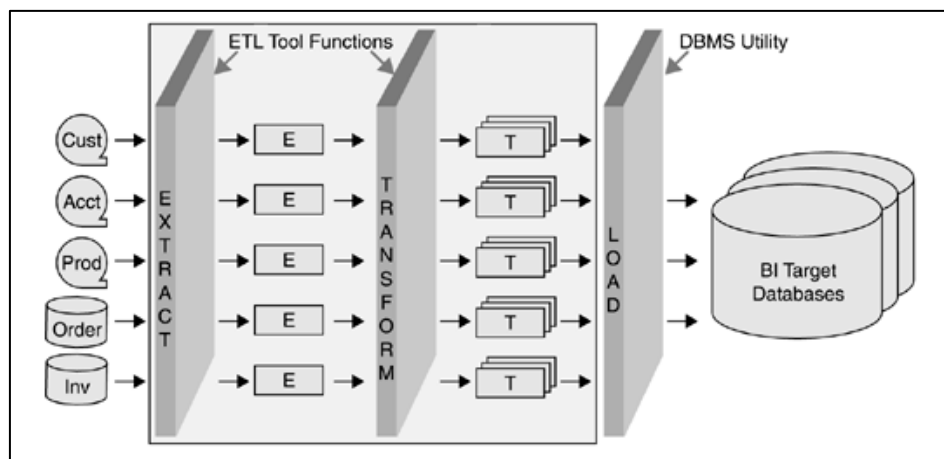 ETL Tool Functions
DBMS Utility
Cust
Acct
Prod
Order
Inv
EXTRACT
E
E
E
E
E
TRANSFORM
T
T
T
T
T
LOAD
BI Target
Databases